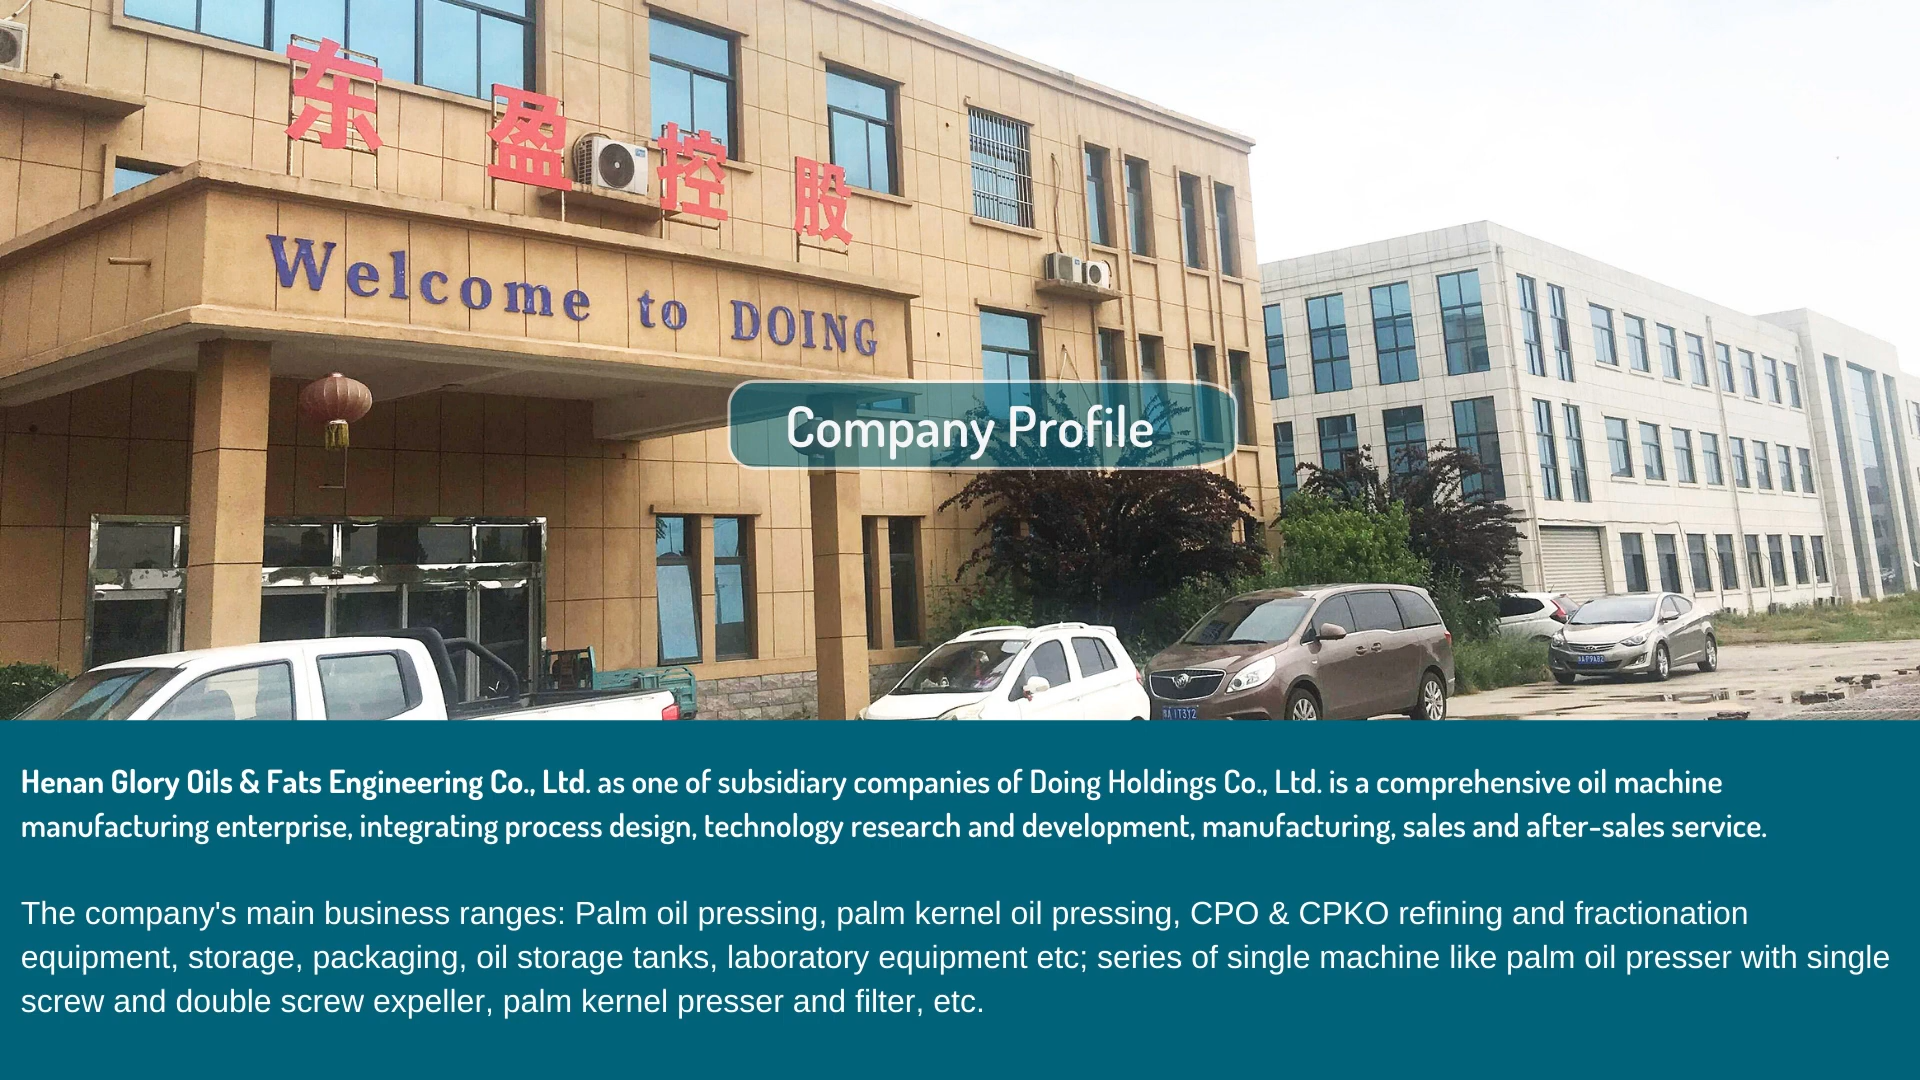 东盈控股
Welcome to DOING
Company Profile
Henan Glory Oils & Fats Engineering Co., Ltd. as one of subsidiary companies of Doing Holdings Co., Ltd. is a comprehensive oil machine
manufacturing enterprise, integrating process design, technology research and development, manufacturing, sales and after-sales service.
The company's main business ranges: Palm oil pressing, palm kernel oil pressing, CPO & CPKO refining and fractionation
equipment, storage, packaging, oil storage tanks, laboratory equipment etc; series of single machine like palm oil presser with single
screw and double screw expeller, palm kernel presser and filter, etc.